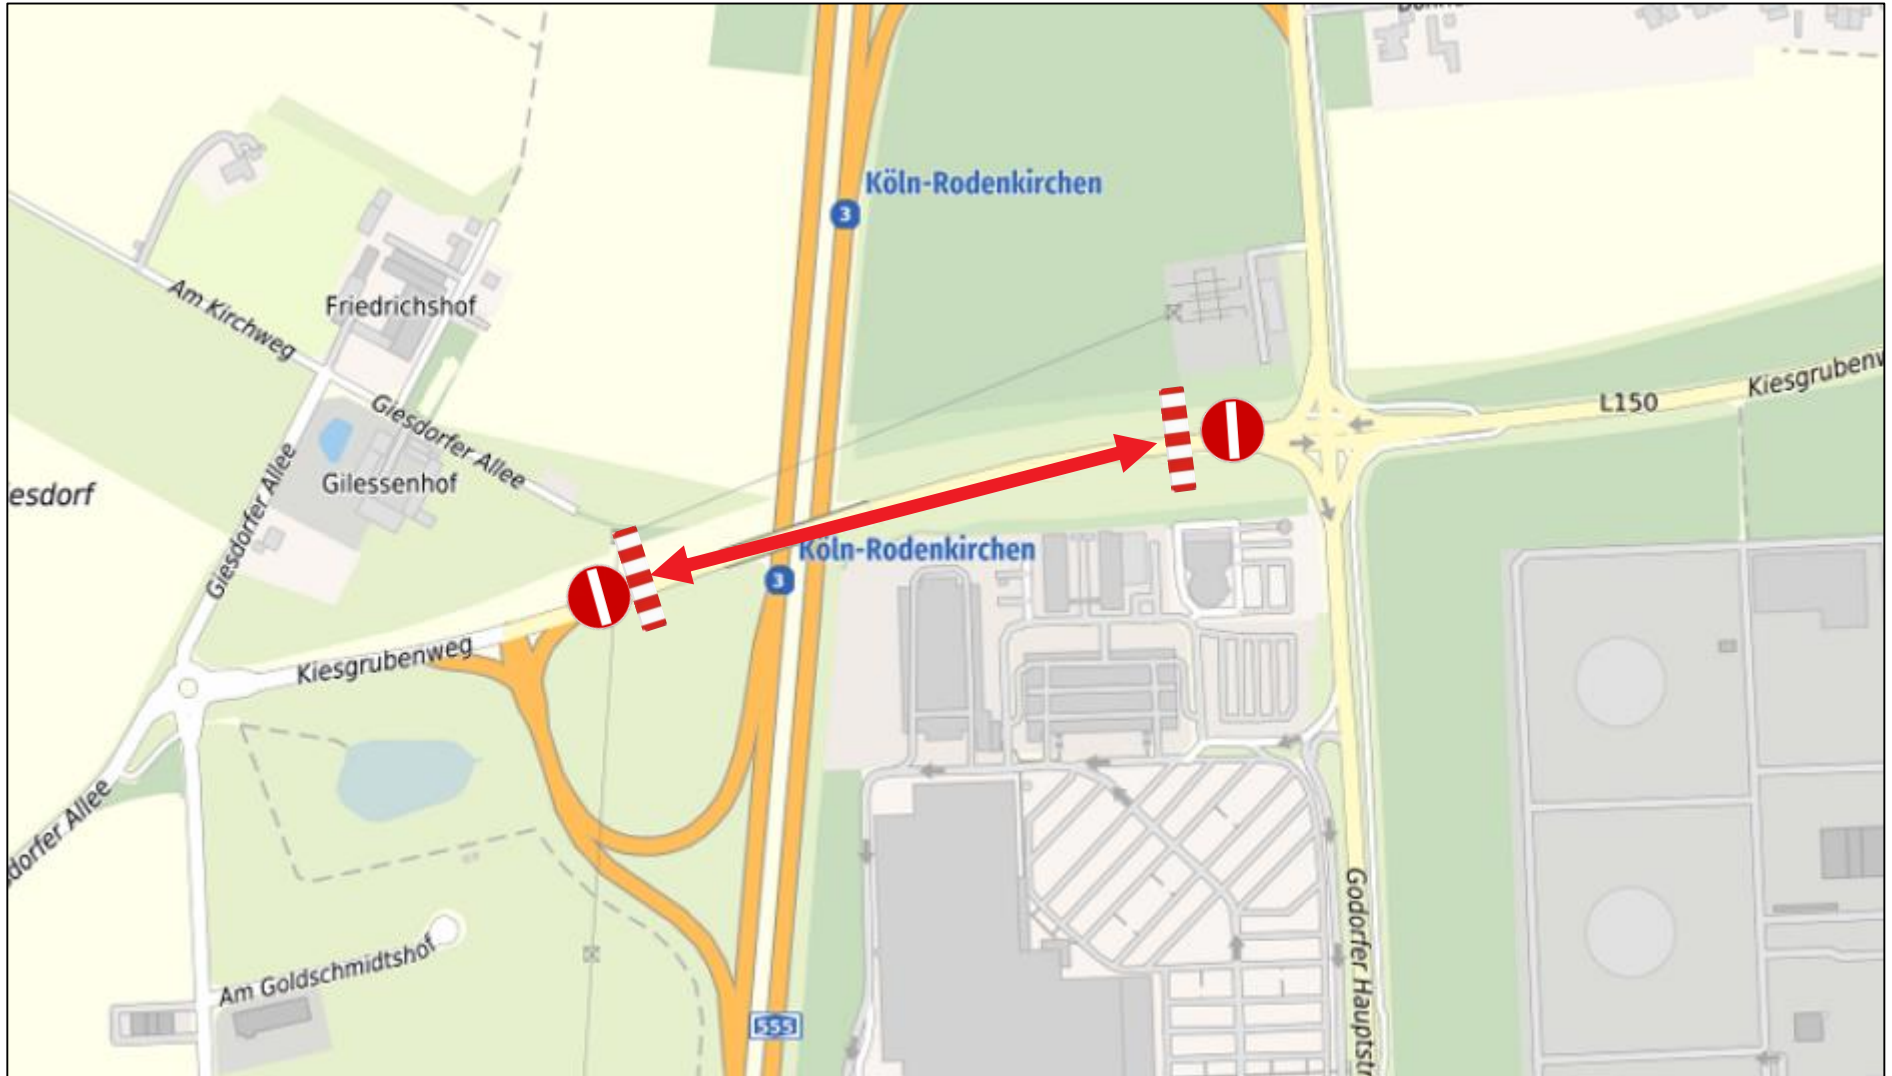 Köln-Rodenkirchen
3
Friedrichshof
Am Kirchweg
Giesdorfer Allee
Giesdorfer Allee
Gilessenhof
esdorf
L150
Kiesgrubenw
Köln-Rodenkirchen
3
Kiesgrubenweg
sdorfer Allee
Am Goldschmidtshof
555
Godorfer Hauptstr